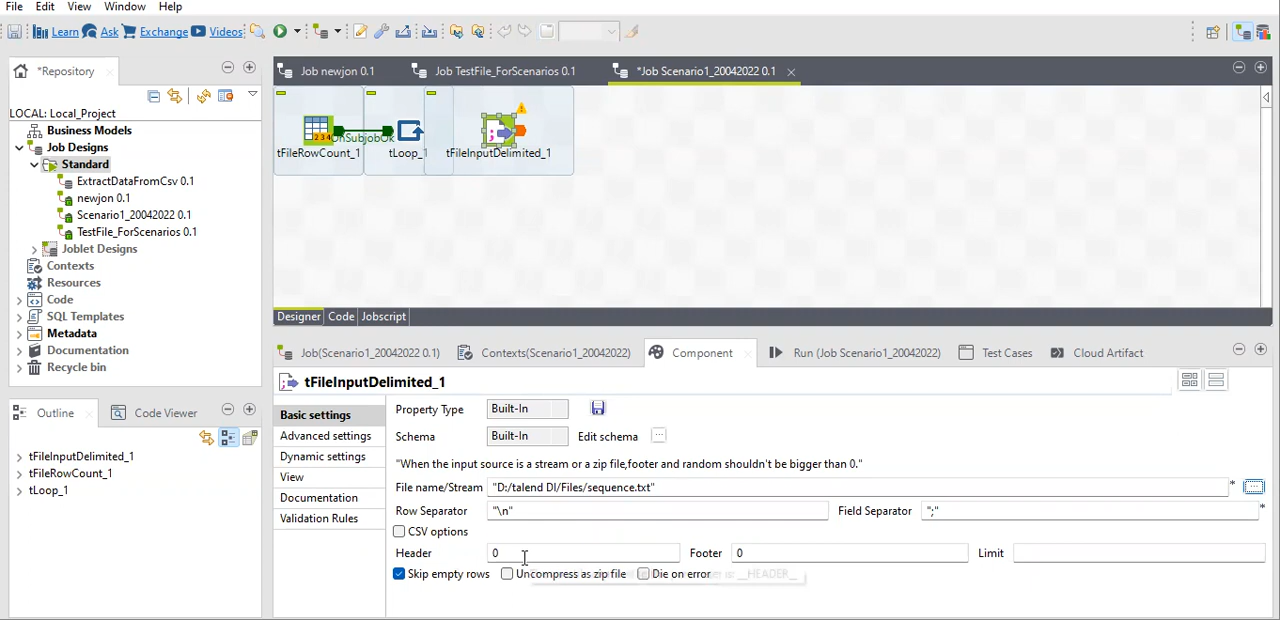 File Edit View Window Help
Learn Ask Exchange Videos
*Repository
LOCAL: Local_Project
Business Models
Job Designs
Standard
ExtractDataFromCsv 0.1
newjon 0.1
Scenario1_20042022 0.1
TestFile_ForScenarios 0.1
Joblet Designs
Contexts
Resources
Code
SQL Templates
Metadata
Documentation
Recycle bin
Outline Code Viewer
tFileInputDelimited_1
tFileRowCount_1
tLoop_1
Job newjon 0.1 Job TestFile_ForScenarios 0.1 *Job Scenario1_20042022 0.1
OnSubjobOk
tFileRowCount_1 tLoop_1 tFileInputDelimited_1
Designer Code Jobscript
Job(Scenario1_20042022 0.1) Contexts(Scenario1_20042022) Component Run (Job Scenario1_20042022) Test Cases Cloud Artifact
tFileInputDelimited_1
Basic settings
Advanced settings
Dynamic settings
View
Documentation
Validation Rules
Property Type Built-In
Schema Built-In Edit schema ...
"When the input source is a stream or a zip file,footer and random shouldn't be bigger than 0."
File name/Stream "D:/talend DI/Files/sequence.txt" * ...
Row Separator "\n" Field Separator ";" *
CSV options
Header 0 Footer 0 Limit
Skip empty rows Uncompress as zip file Die on error __HEADER__